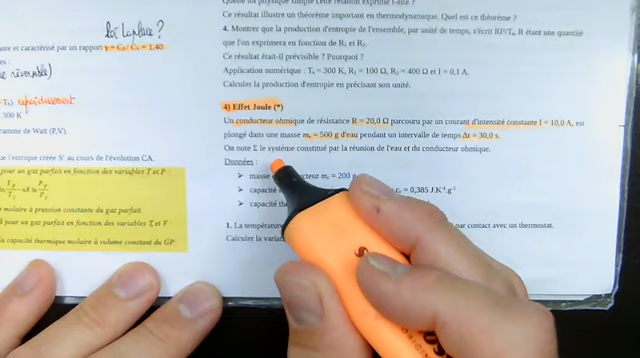 loi Laplace ?
caractérisé par un rapport γ = Cₚ / Cᵥ = 1,40
300 K
ramme de Watt (P,V).
l'entropie créée S' au cours de l'évolution CA.
pour un gaz parfait en fonction des variables T et P :
molaire à pression constante du gaz parfait.
pour un gaz parfait en fonction des variables T et V
la capacité thermique molaire à volume constant du GP.
Ce résultat illustre un théorème important en thermodynamique. Quel est ce théorème ?
4. Montrer que la production d'entropie de l'ensemble, par unité de temps, s'écrit RI²/Tₐ, R étant une quantité
que l'on exprimera en fonction de R₁ et R₂.
Ce résultat était-il prévisible ? Pourquoi ?
Application numérique : Tₐ = 300 K, R₁ = 100 Ω, R₂ = 400 Ω et I = 0,1 A.
Calculer la production d'entropie en précisant son unité.
4) Effet Joule (*)
Un conducteur ohmique de résistance R = 20,0 Ω parcouru par un courant d'intensité constante I = 10,0 A, est
plongé dans une masse mₑ = 500 g d'eau pendant un intervalle de temps Δt = 30,0 s.
On note Σ le système constitué par la réunion de l'eau et du conducteur ohmique.
Données :
➢ masse cteur m꜀ = 200 g
➢ capacité c꜀ = 0,385 J.K⁻¹.g⁻¹
➢ capacité
1. La température par contact avec un thermostat.
Calculer la